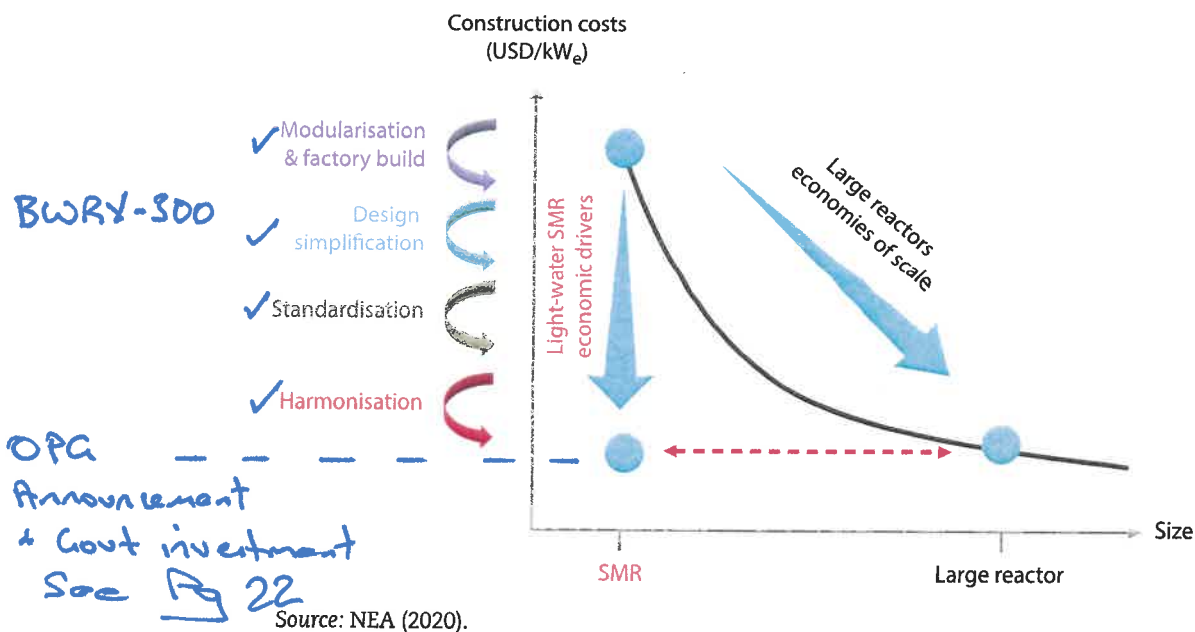 Construction costs
(USD/kWe)
✓ Modularisation
& factory build
BWRX-300
✓ Design
simplification
✓ Standardisation
✓ Harmonisation
OPG
Announcement
+ Govt investment
See Pg 22
Light-water SMR
economic drivers
Large reactors
economies of scale
Size
SMR
Large reactor
Source: NEA (2020).